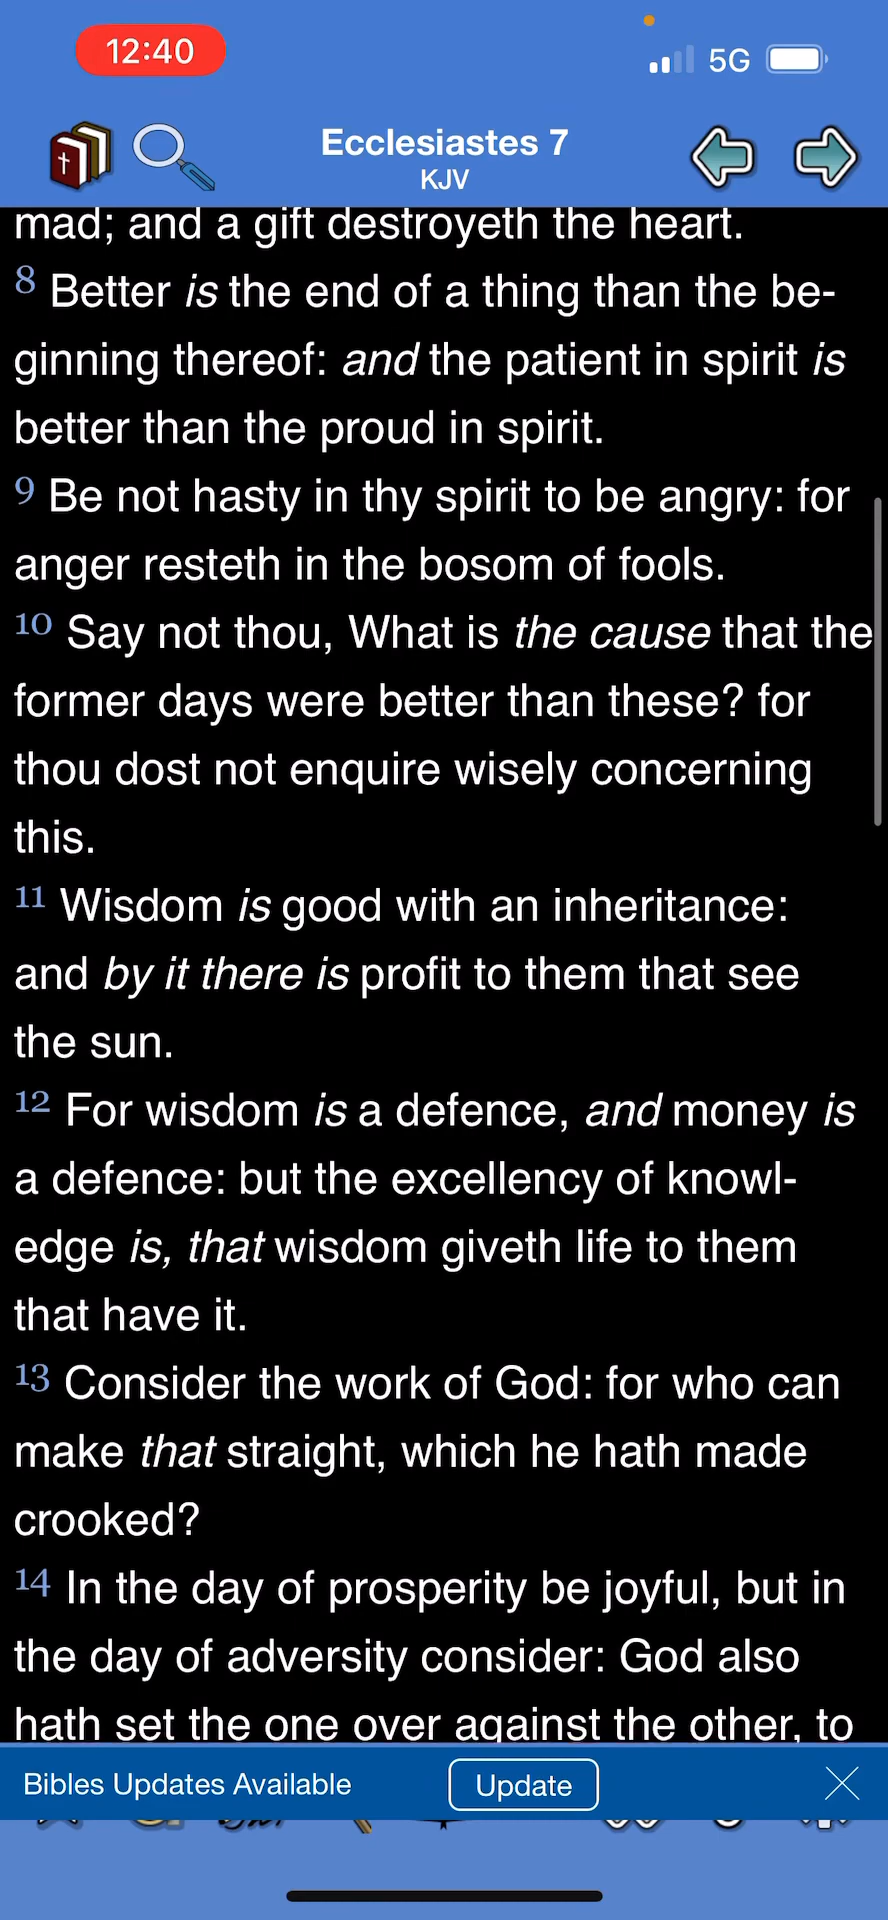 12:40
5G
Ecclesiastes 7
KJV
mad; and a gift destroyeth the heart.
8 Better is the end of a thing than the be-
ginning thereof: and the patient in spirit is
better than the proud in spirit.
9 Be not hasty in thy spirit to be angry: for
anger resteth in the bosom of fools.
10 Say not thou, What is the cause that the
former days were better than these? for
thou dost not enquire wisely concerning
this.
11 Wisdom is good with an inheritance:
and by it there is profit to them that see
the sun.
12 For wisdom is a defence, and money is
a defence: but the excellency of knowl-
edge is, that wisdom giveth life to them
that have it.
13 Consider the work of God: for who can
make that straight, which he hath made
crooked?
14 In the day of prosperity be joyful, but in
the day of adversity consider: God also
hath set the one over against the other, to
Bibles Updates Available
Update